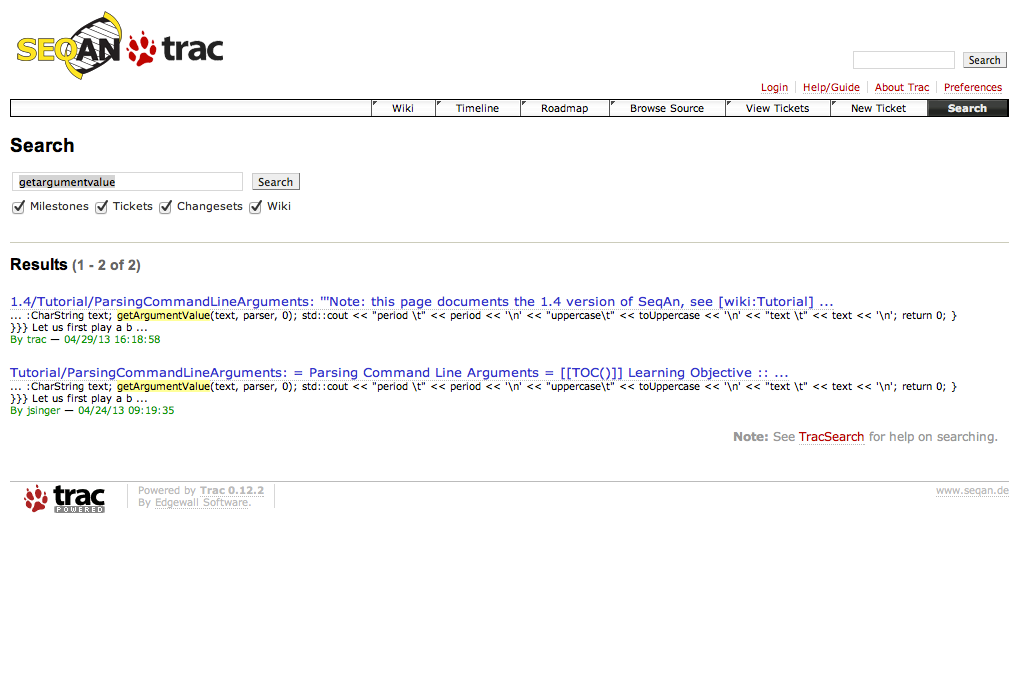 SEQAN trac
Search
Login Help/Guide About Trac Preferences
Wiki Timeline Roadmap Browse Source View Tickets New Ticket Search
Search
getargumentvalue Search
Milestones Tickets Changesets Wiki
Results (1 - 2 of 2)
1.4/Tutorial/ParsingCommandLineArguments: '''Note: this page documents the 1.4 version of SeqAn, see [wiki:Tutorial] ...
... :CharString text; getArgumentValue(text, parser, 0); std::cout << "period \t" << period << '\n' << "uppercase\t" << toUppercase << '\n' << "text \t" << text << '\n'; return 0; }
}}} Let us first play a b ...
By trac — 04/29/13 16:18:58
Tutorial/ParsingCommandLineArguments: = Parsing Command Line Arguments = [[TOC()]] Learning Objective :: ...
... :CharString text; getArgumentValue(text, parser, 0); std::cout << "period \t" << period << '\n' << "uppercase\t" << toUppercase << '\n' << "text \t" << text << '\n'; return 0; }
}}} Let us first play a b ...
By jsinger — 04/24/13 09:19:35
Note: See TracSearch for help on searching.
trac POWERED
Powered by Trac 0.12.2
By Edgewall Software.
www.seqan.de